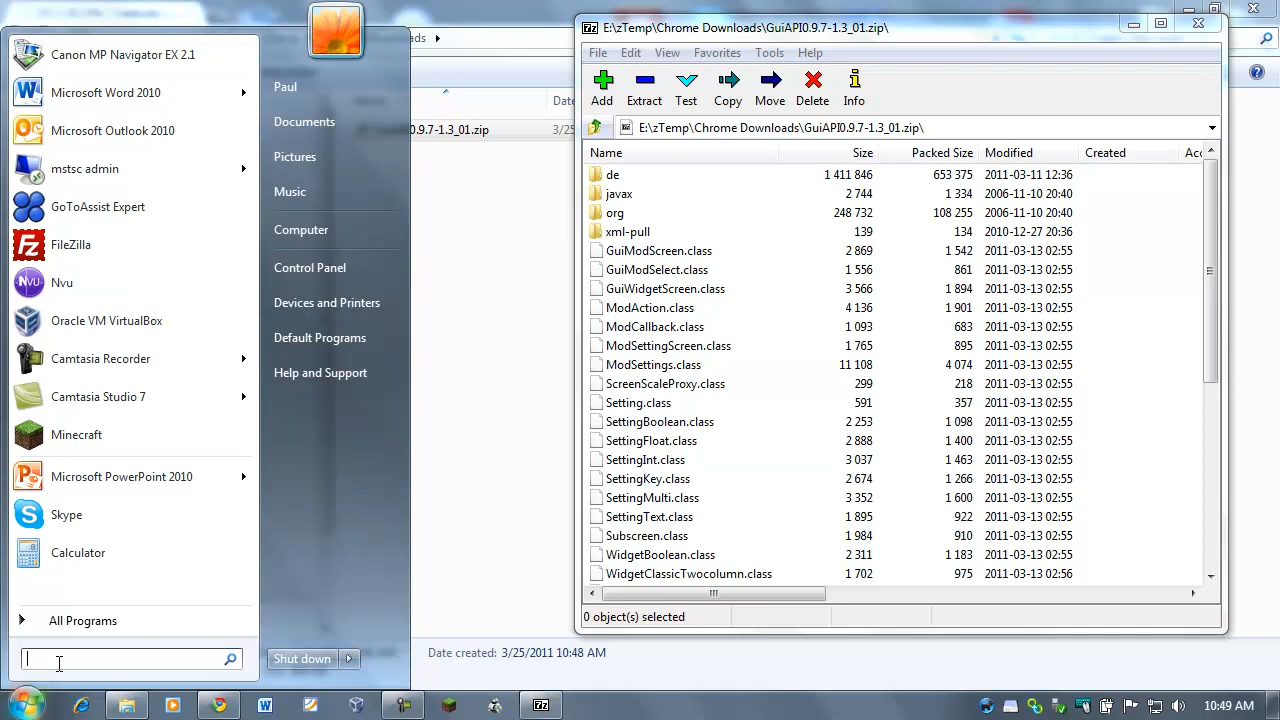 Canon MP Navigator EX 2.1
Microsoft Word 2010
Microsoft Outlook 2010
mstsc admin
GoToAssist Expert
FileZilla
Nvu
Oracle VM VirtualBox
Camtasia Recorder
Camtasia Studio 7
Minecraft
Microsoft PowerPoint 2010
Skype
Calculator
All Programs
Paul
Documents
Pictures
Music
Computer
Control Panel
Devices and Printers
Default Programs
Help and Support
Shut down
0.9.7-1.3_01.zip
3/25
Date created: 3/25/2011 10:48 AM
E:\zTemp\Chrome Downloads\GuiAPI0.9.7-1.3_01.zip\
File Edit View Favorites Tools Help
Add Extract Test Copy Move Delete Info
E:\zTemp\Chrome Downloads\GuiAPI0.9.7-1.3_01.zip\
Name Size Packed Size Modified Created Acc
de 1 411 846 653 375 2011-03-11 12:36
javax 2 744 1 334 2006-11-10 20:40
org 248 732 108 255 2006-11-10 20:40
xml-pull 139 134 2010-12-27 20:36
GuiModScreen.class 2 869 1 542 2011-03-13 02:55
GuiModSelect.class 1 556 861 2011-03-13 02:55
GuiWidgetScreen.class 3 566 1 894 2011-03-13 02:55
ModAction.class 4 136 1 901 2011-03-13 02:55
ModCallback.class 1 093 683 2011-03-13 02:55
ModSettingScreen.class 1 765 895 2011-03-13 02:55
ModSettings.class 11 108 4 074 2011-03-13 02:55
ScreenScaleProxy.class 299 218 2011-03-13 02:55
Setting.class 591 357 2011-03-13 02:55
SettingBoolean.class 2 253 1 098 2011-03-13 02:55
SettingFloat.class 2 888 1 400 2011-03-13 02:55
SettingInt.class 3 037 1 463 2011-03-13 02:55
SettingKey.class 2 674 1 266 2011-03-13 02:55
SettingMulti.class 3 352 1 600 2011-03-13 02:55
SettingText.class 1 895 922 2011-03-13 02:55
Subscreen.class 1 984 910 2011-03-13 02:55
WidgetBoolean.class 2 311 1 183 2011-03-13 02:55
WidgetClassicTwocolumn.class 1 702 975 2011-03-13 02:56
0 object(s) selected
10:49 AM